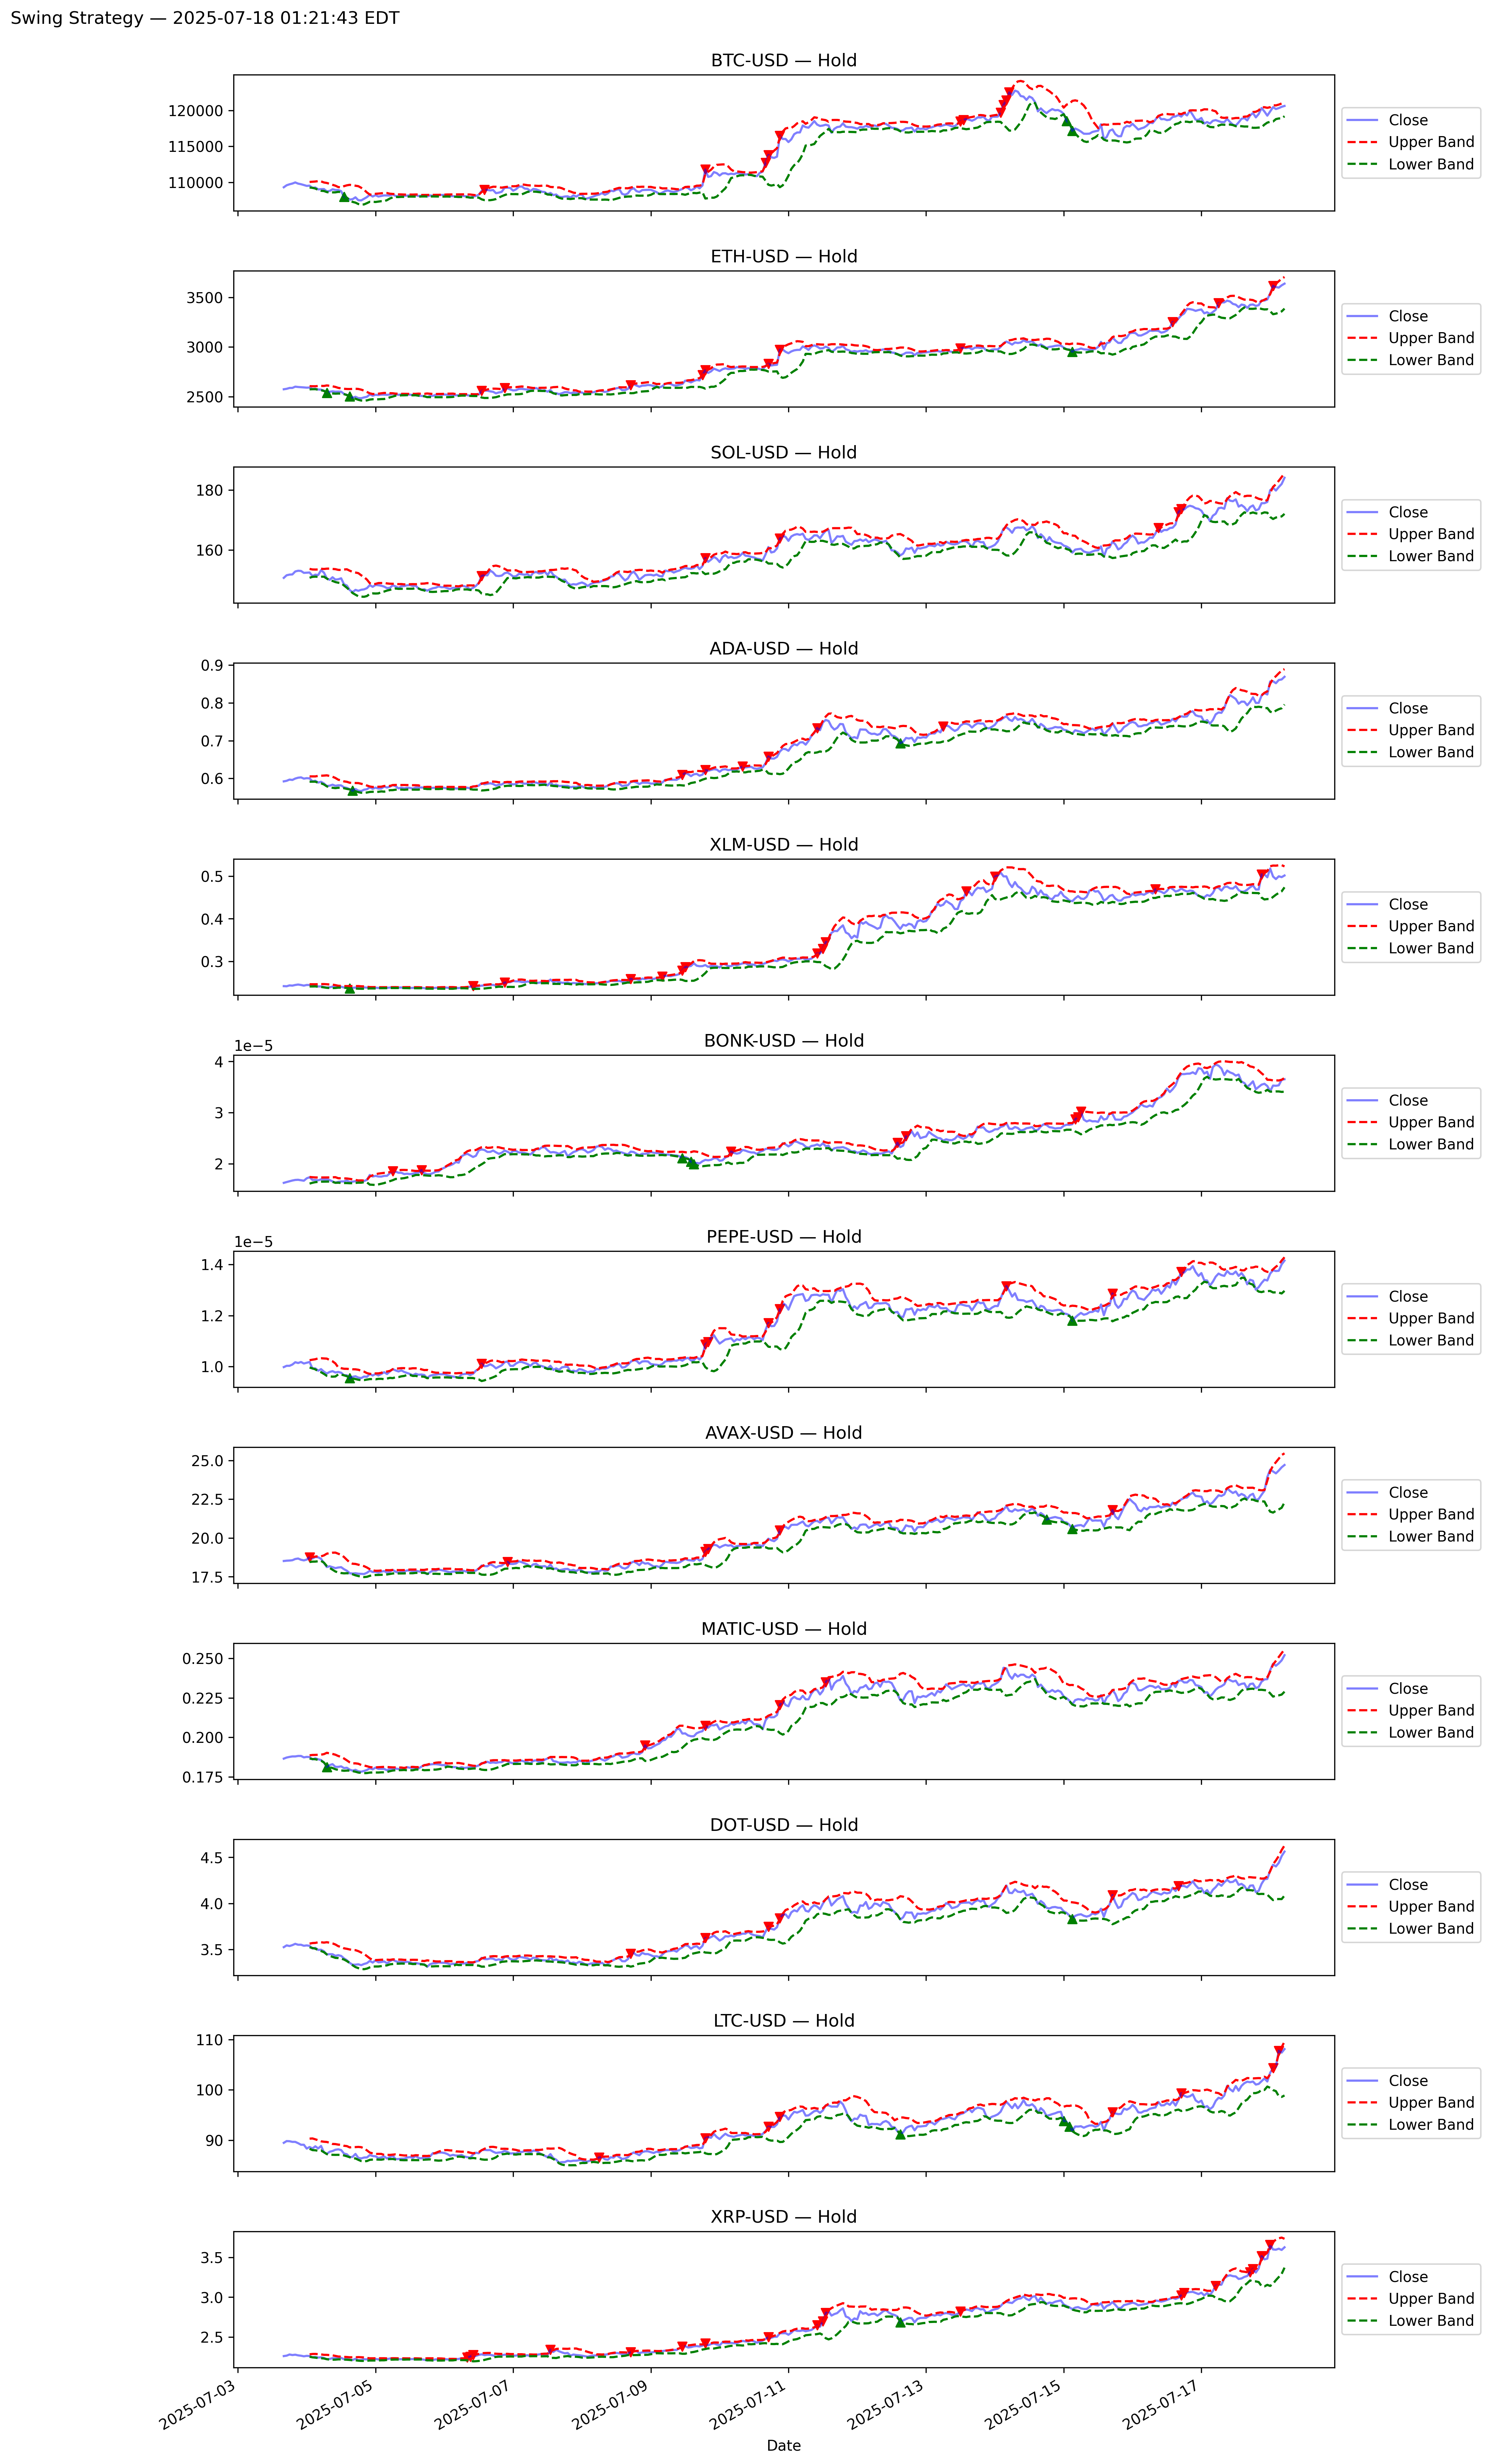 Swing Strategy — 2025-07-18 01:21:43 EDT
BTC-USD — Hold
120000
115000
110000
Close
Upper Band
Lower Band
ETH-USD — Hold
3500
3000
2500
Close
Upper Band
Lower Band
SOL-USD — Hold
180
160
Close
Upper Band
Lower Band
ADA-USD — Hold
0.9
0.8
0.7
0.6
Close
Upper Band
Lower Band
XLM-USD — Hold
0.5
0.4
0.3
Close
Upper Band
Lower Band
BONK-USD — Hold
1e−5
4
3
2
Close
Upper Band
Lower Band
PEPE-USD — Hold
1e−5
1.4
1.2
1.0
Close
Upper Band
Lower Band
AVAX-USD — Hold
25.0
22.5
20.0
17.5
Close
Upper Band
Lower Band
MATIC-USD — Hold
0.250
0.225
0.200
0.175
Close
Upper Band
Lower Band
DOT-USD — Hold
4.5
4.0
3.5
Close
Upper Band
Lower Band
LTC-USD — Hold
110
100
90
Close
Upper Band
Lower Band
XRP-USD — Hold
3.5
3.0
2.5
Close
Upper Band
Lower Band
2025-07-03
2025-07-05
2025-07-07
2025-07-09
2025-07-11
2025-07-13
2025-07-15
2025-07-17
Date